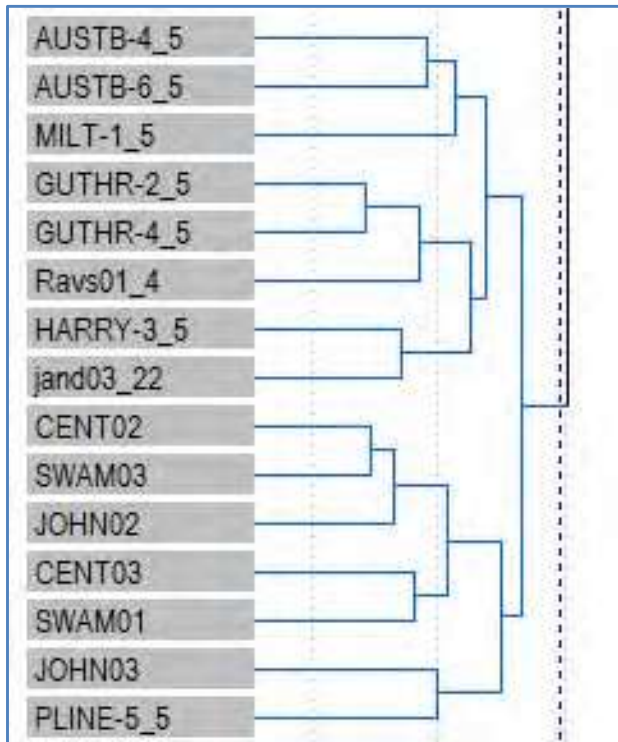 AUSTB-4_5
AUSTB-6_5
MILT-1_5
GUTHR-2_5
GUTHR-4_5
Ravs01_4
HARRY-3_5
jand03_22
CENT02
SWAM03
JOHN02
CENT03
SWAM01
JOHN03
PLINE-5_5